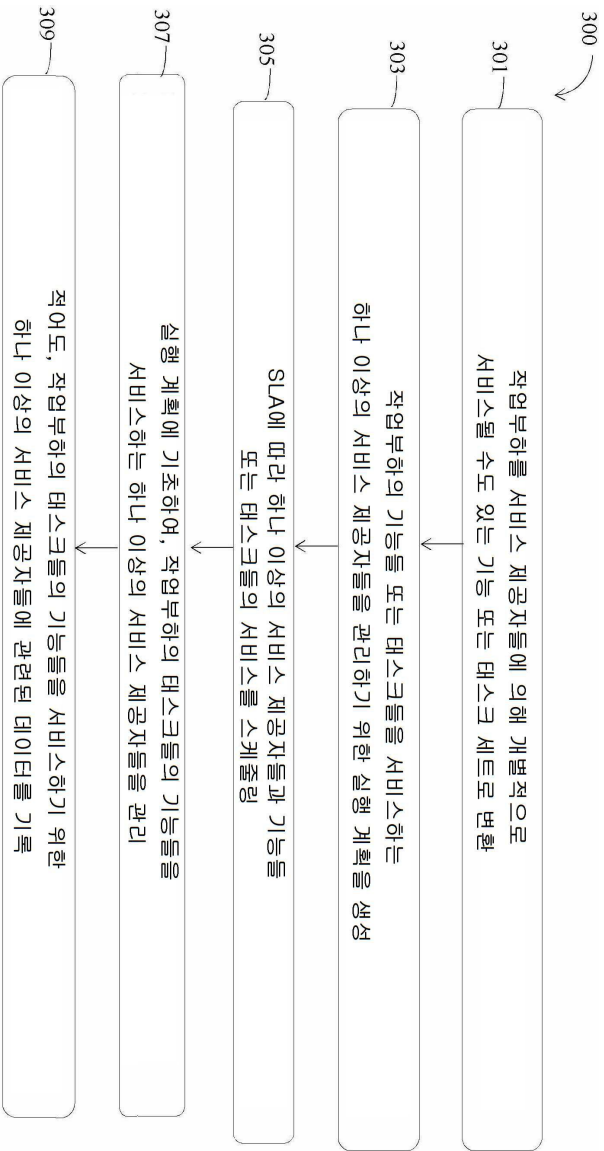 300
301
작업부하를 서비스 제공자들에 의해 개별적으로
서비스될 수도 있는 기능 또는 태스크 세트로 변환
303
작업부하의 기능들 또는 태스크들을 서비스하는
하나 이상의 서비스 제공자들을 관리하기 위한 실행 계획을 생성
305
SLA에 따라 하나 이상의 서비스 제공자들과 기능들
또는 태스크들의 서비스를 스케줄링
307
실행 계획에 기초하여, 작업부하의 태스크들의 기능들을
서비스하는 하나 이상의 서비스 제공자들을 관리
309
적어도, 작업부하의 태스크들의 기능들을 서비스하기 위한
하나 이상의 서비스 제공자들에 관련된 데이터를 기록